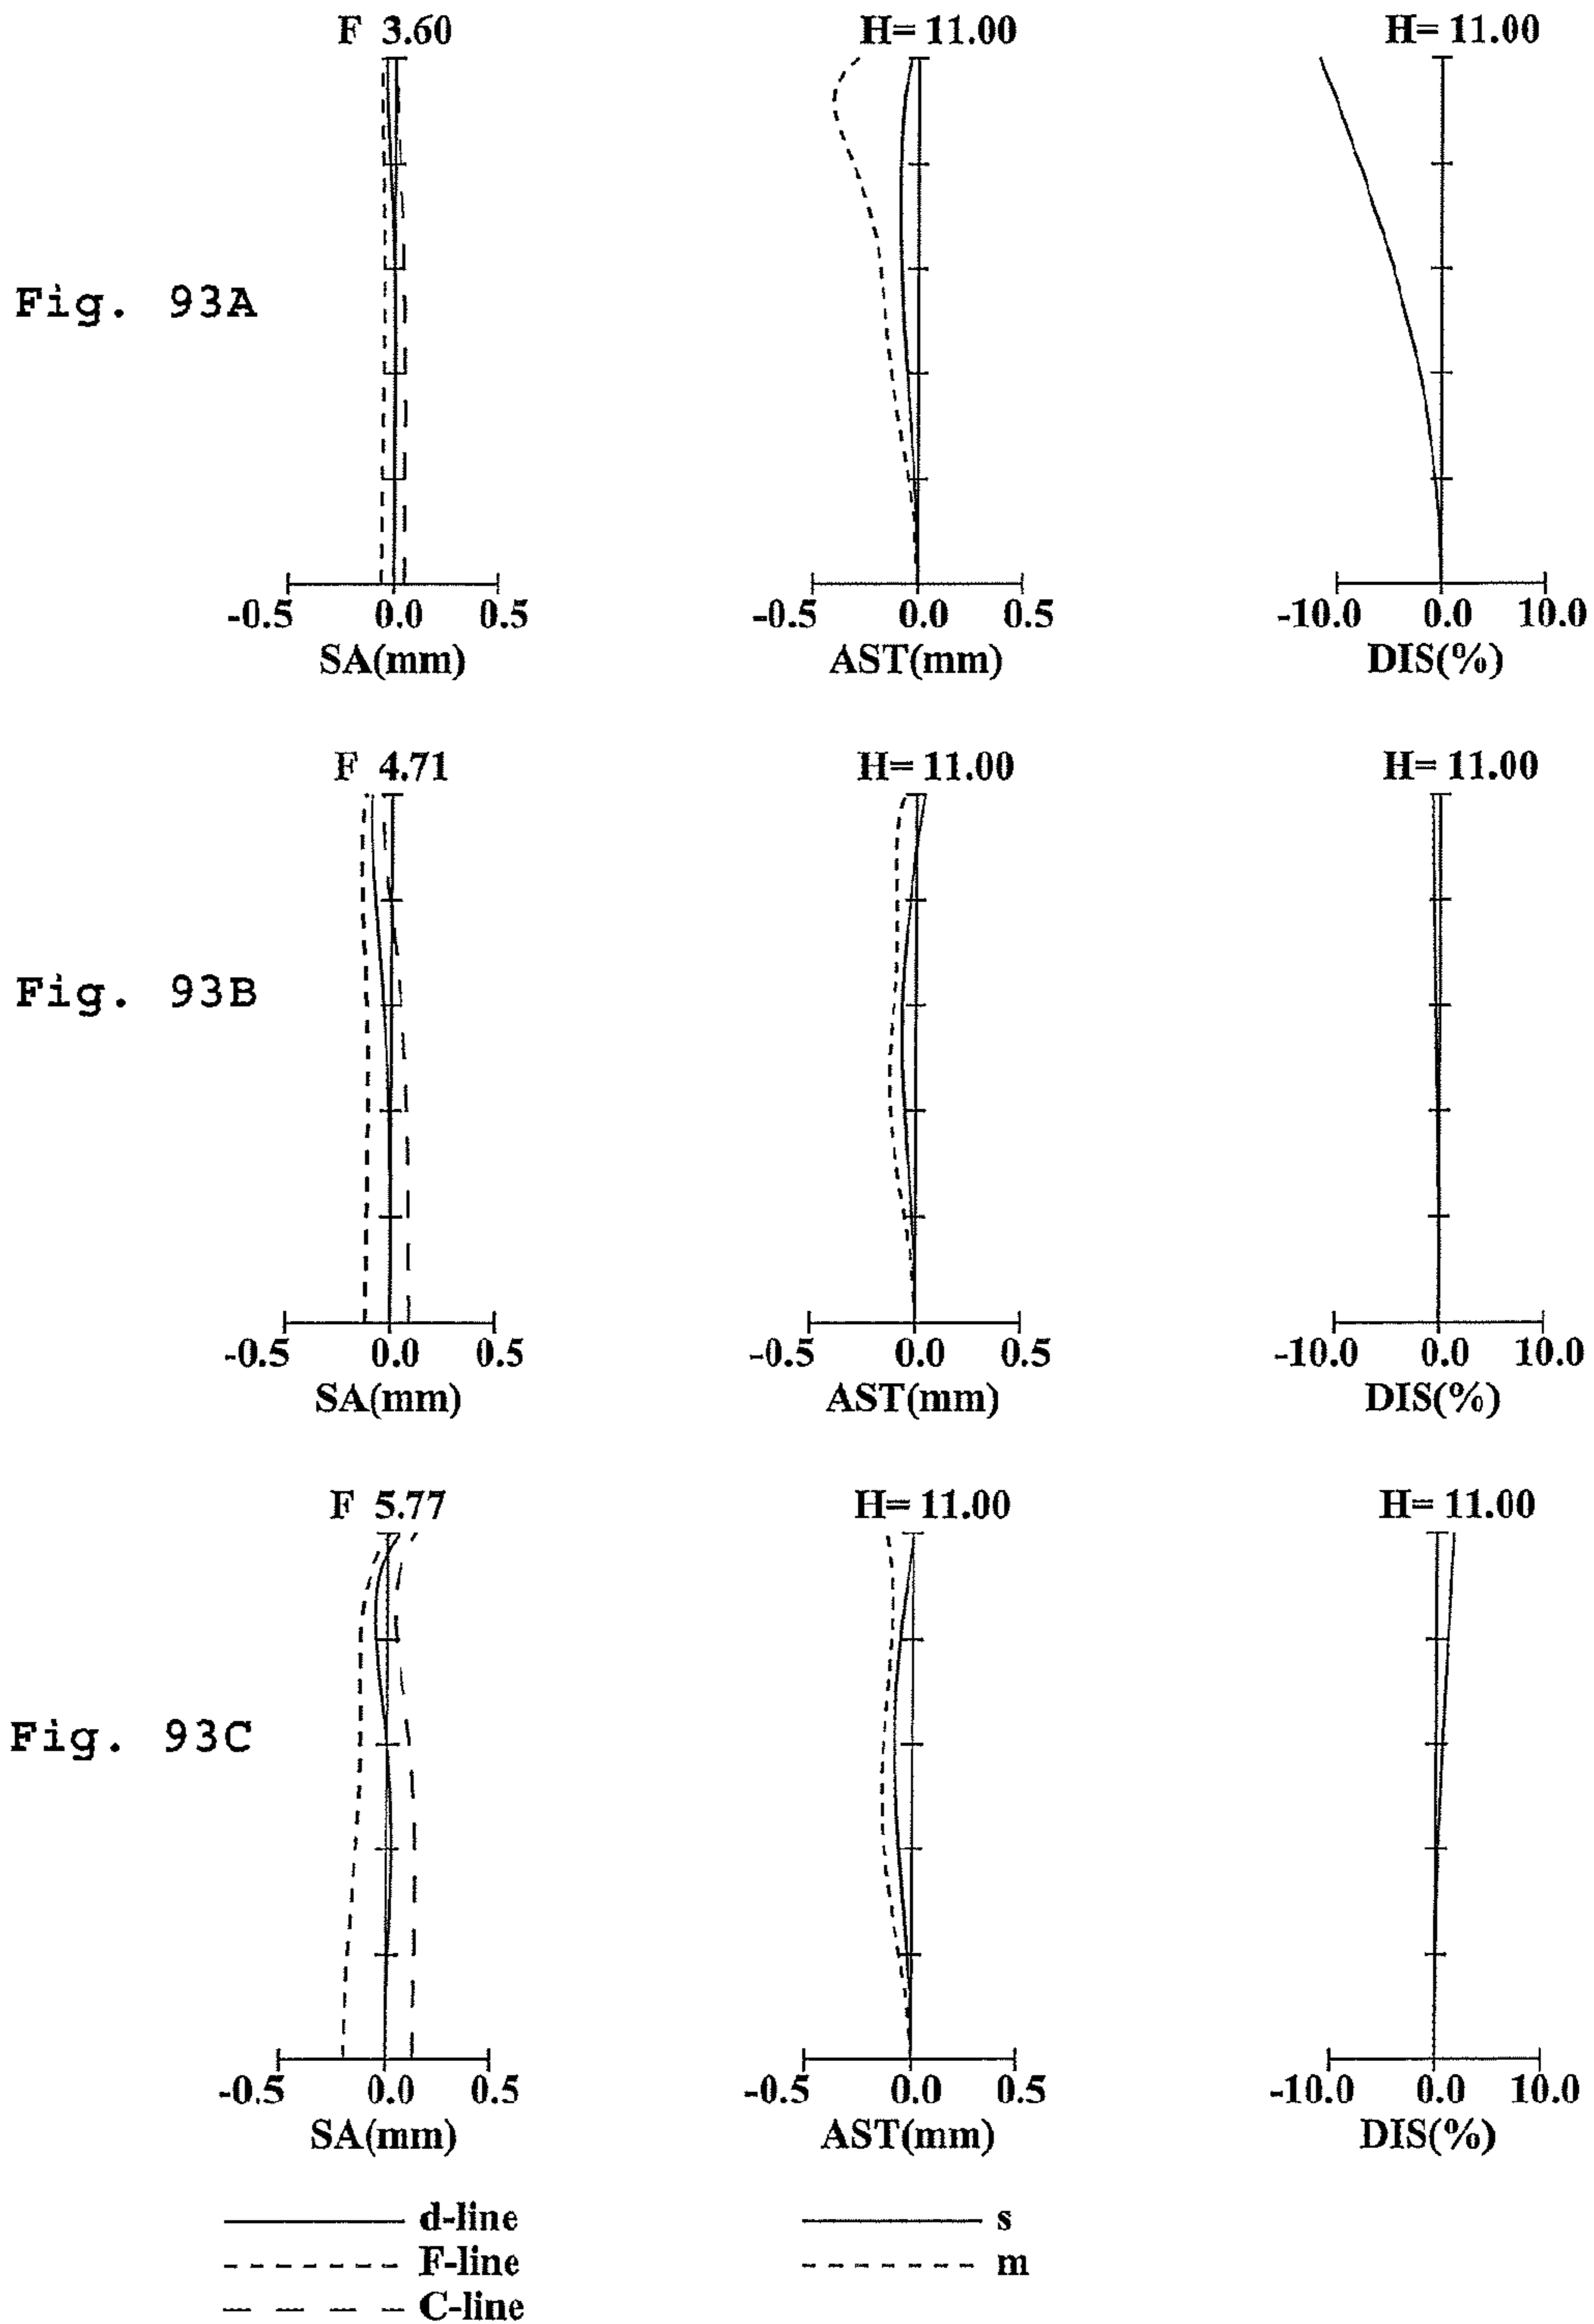 F 3.60 H= 11.00 H= 11.00
Fig. 93A
-0.5 0.0 0.5 -0.5 0.0 0.5 -10.0 0.0 10.0
SA(mm) AST(mm) DIS(%)
F 4.71 H= 11.00 H= 11.00
Fig. 93B
-0.5 0.0 0.5 -0.5 0.0 0.5 -10.0 0.0 10.0
SA(mm) AST(mm) DIS(%)
F 5.77 H= 11.00 H= 11.00
Fig. 93C
-0.5 0.0 0.5 -0.5 0.0 0.5 -10.0 0.0 10.0
SA(mm) AST(mm) DIS(%)
d-line s
F-line m
C-line